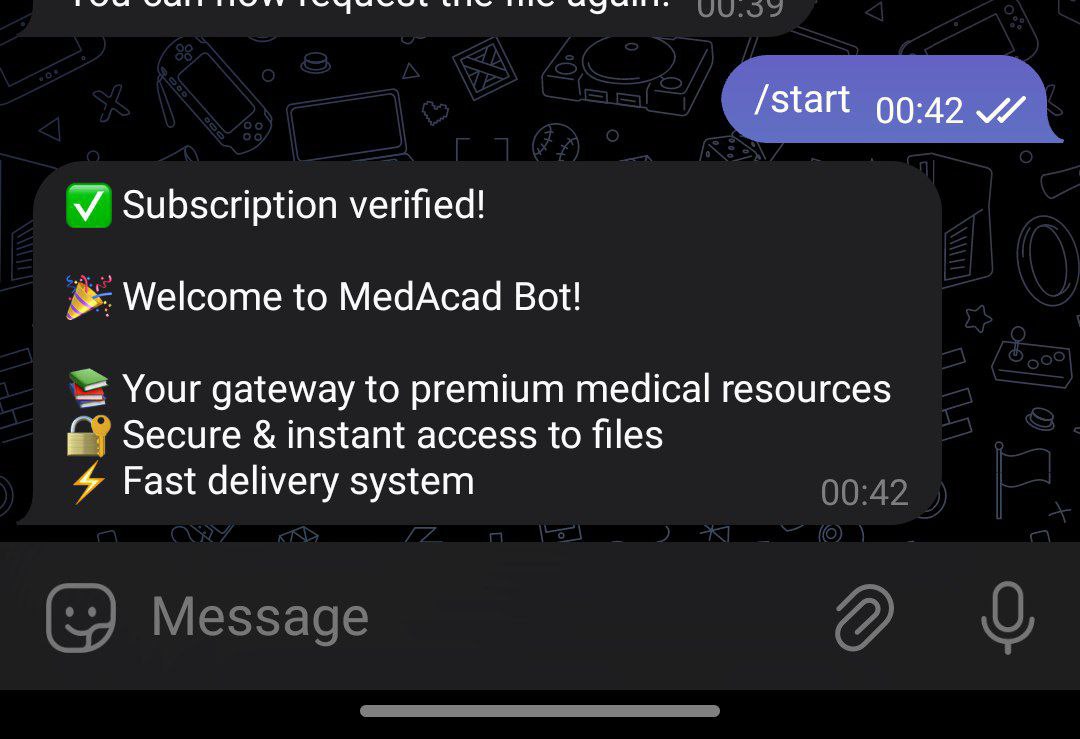 You can now request the file again! 00:39
/start 00:42
✅ Subscription verified!
🎉 Welcome to MedAcad Bot!
📚 Your gateway to premium medical resources
🔐 Secure & instant access to files
⚡ Fast delivery system
00:42
Message